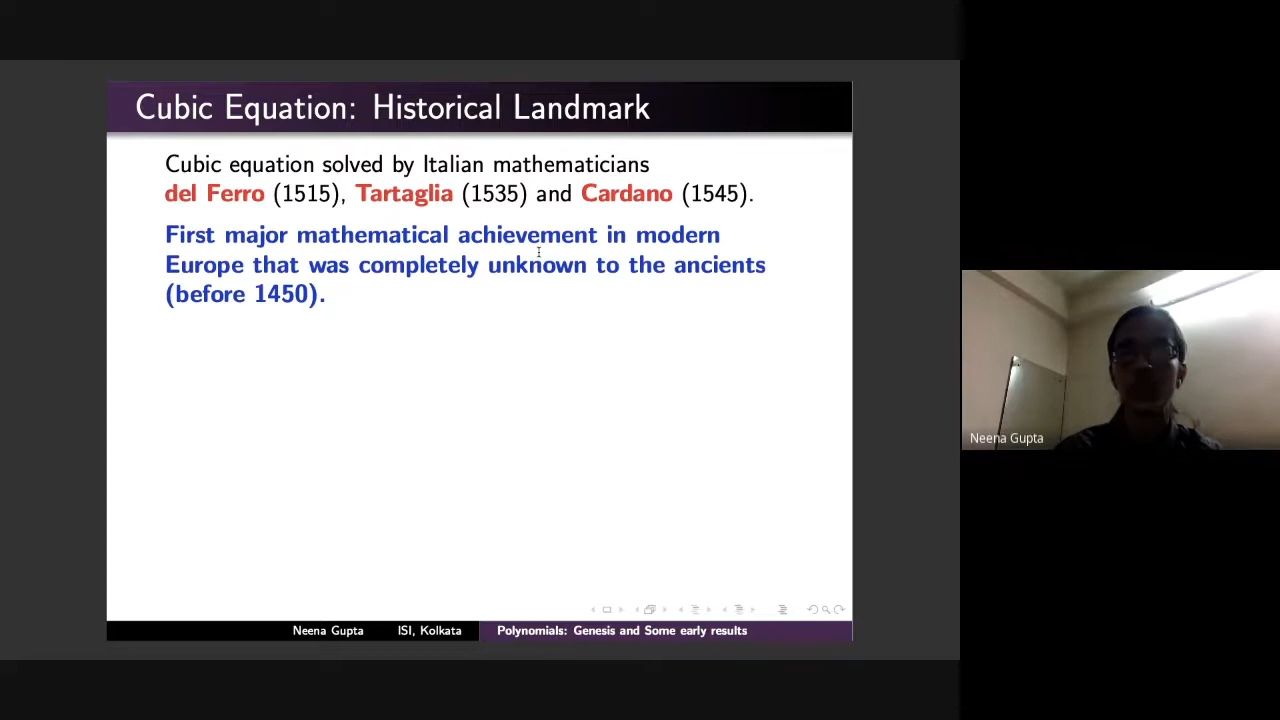 Cubic Equation: Historical Landmark
Cubic equation solved by Italian mathematicians
del Ferro (1515), Tartaglia (1535) and Cardano (1545).
First major mathematical achievement in modern
Europe that was completely unknown to the ancients
(before 1450).
Neena Gupta
Neena Gupta ISI, Kolkata Polynomials: Genesis and Some early results